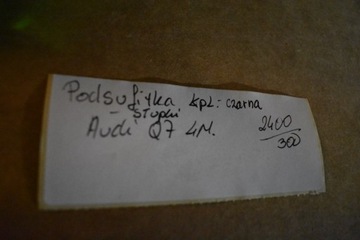 Podsufitka kpl: czarna
- Słupki
Audi Q7 4M.
2400
300